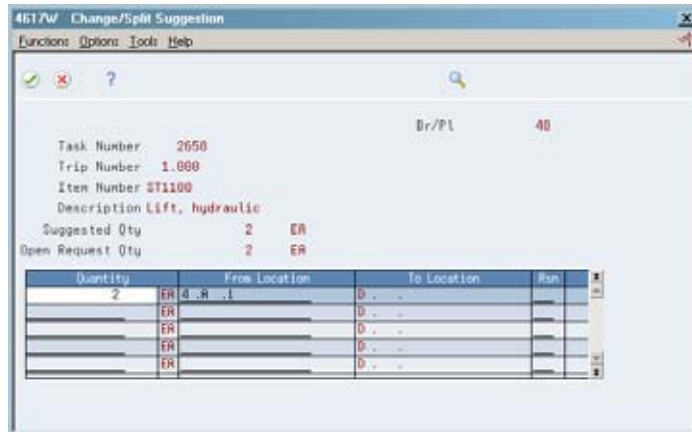 4617W Change/Split Suggestion
Functions Options Tools Help
?
Br/Pl 40
Task Number 2650
Trip Number 1.000
Item Number ST1100
Description Lift, hydraulic
Suggested Qty 2 EA
Open Request Qty 2 EA
Quantity From Location To Location Rsn
2 EA 4 .A .1 D . .
EA D . .
EA D . .
EA D . .
EA D . .